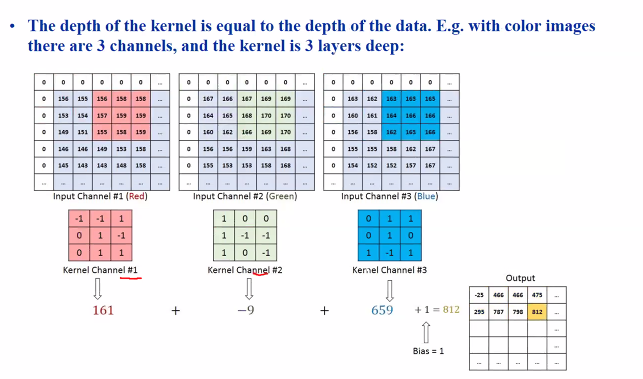 • The depth of the kernel is equal to the depth of the data. E.g. with color images
there are 3 channels, and the kernel is 3 layers deep:
0 0 0 0 0 0 ...
0 156 155 156 158 158 ...
0 153 154 157 159 159 ...
0 149 151 155 158 159 ...
0 146 146 149 153 158 ...
0 145 143 143 148 158 ...
... ... ... ... ... ... ...
Input Channel #1 (Red)
0 0 0 0 0 0 ...
0 167 166 167 169 169 ...
0 164 165 168 170 170 ...
0 160 162 166 169 170 ...
0 156 156 159 163 168 ...
0 155 153 153 158 168 ...
... ... ... ... ... ... ...
Input Channel #2 (Green)
0 0 0 0 0 0 ...
0 163 162 163 165 165 ...
0 160 161 164 166 166 ...
0 156 158 162 165 166 ...
0 155 155 158 162 167 ...
0 154 152 152 157 167 ...
... ... ... ... ... ... ...
Input Channel #3 (Blue)
-1 -1 1
0 1 -1
0 1 1
Kernel Channel #1
1 0 0
1 -1 -1
1 0 -1
Kernel Channel #2
0 1 1
0 1 0
1 -1 1
Kernel Channel #3
161 + -9 + 659 + 1 = 812
Bias = 1
Output
-25 466 466 475 ...
295 787 798 812 ...
...
...
... ... ... ... ...